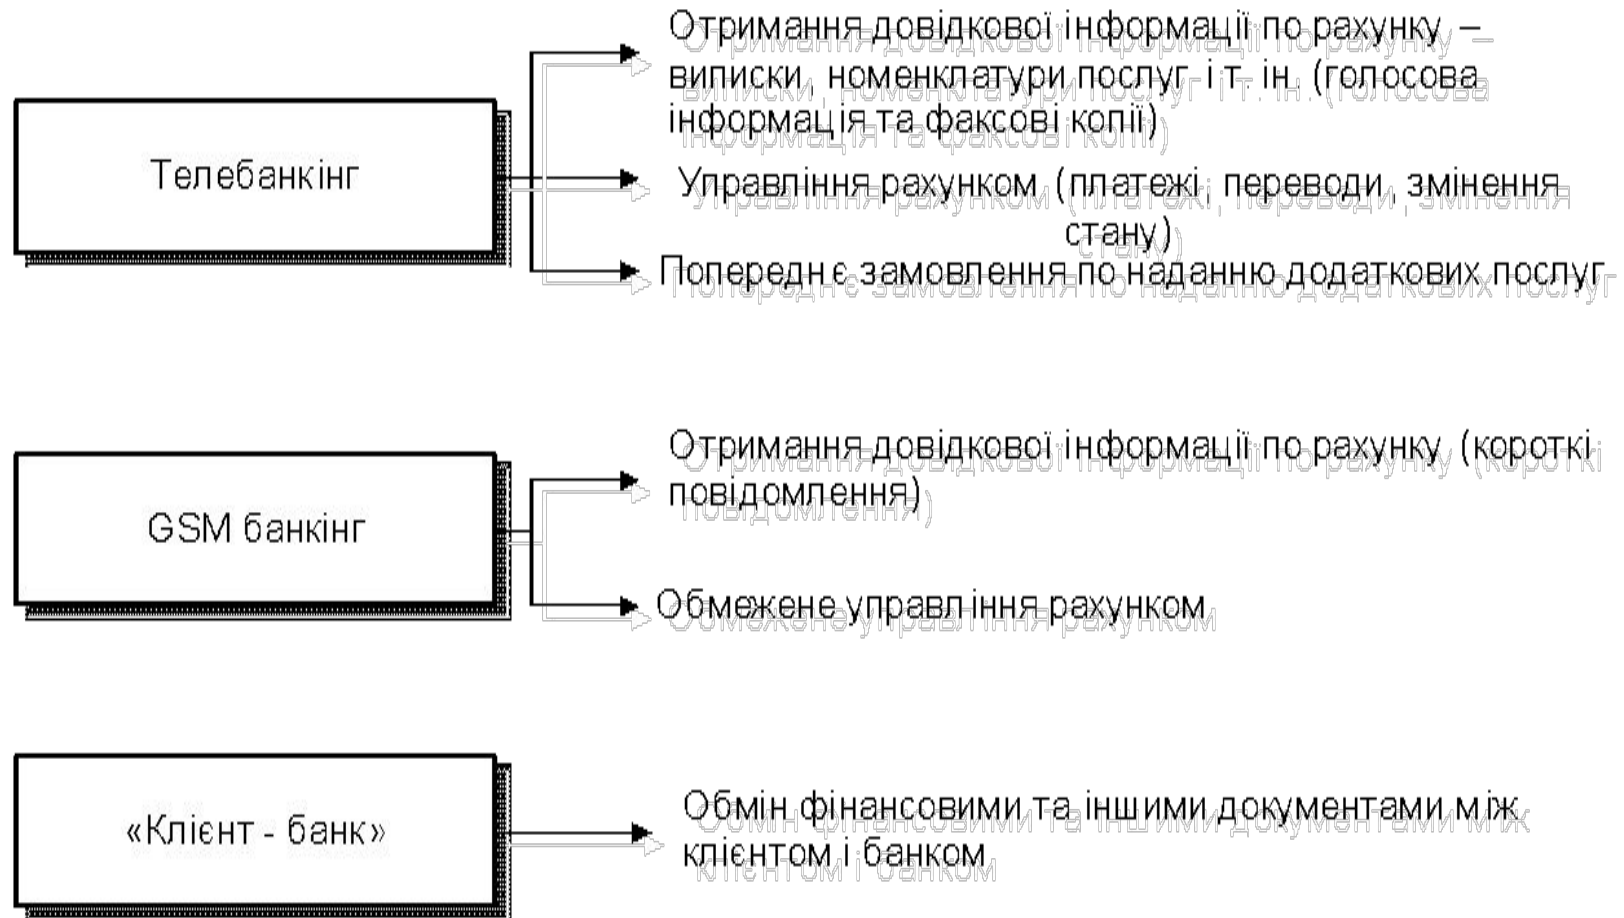 Отримання довідкової інформації по рахунку –
виписки, номенклатури послуг і т. ін. (голосова
інформація та факсові копії)
Телебанкінг
Управління рахунком (платежі, переводи, змінення
стану)
Попереднє замовлення по наданню додаткових послуг
Отримання довідкової інформації по рахунку (короткі
повідомлення)
GSM банкінг
Обмежене управління рахунком
«Клієнт - банк»
Обмін фінансовими та іншими документами між
клієнтом і банком